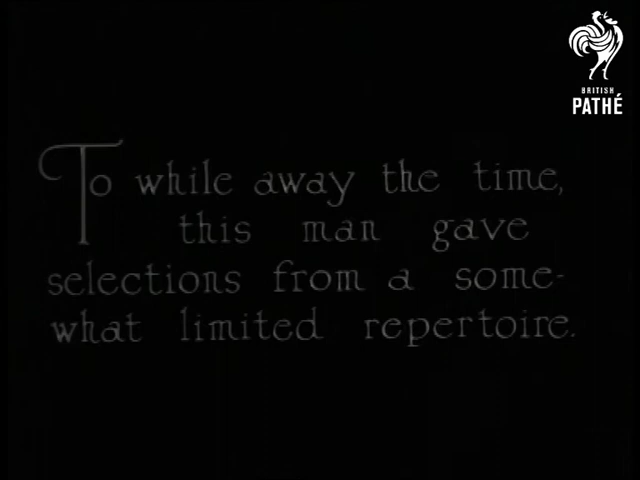 BRITISH
PATHÉ
To while away the time,
this man gave
selections from a some-
what limited repertoire.